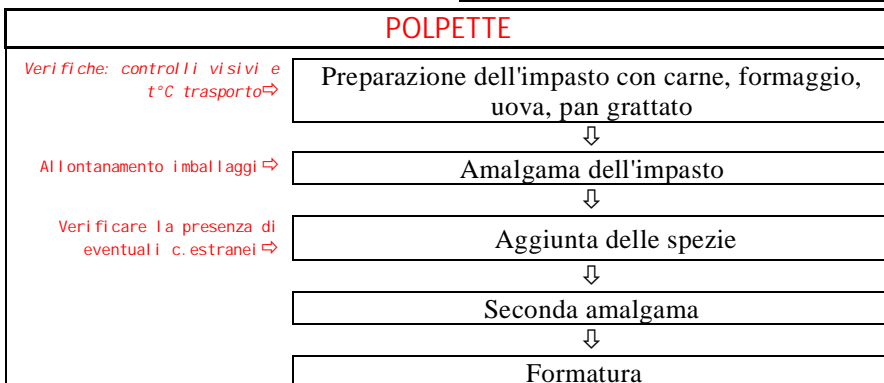 POLPETTE
Verifiche: controlli visivi e
t°C trasporto⇨
Preparazione dell'impasto con carne, formaggio,
uova, pan grattato
⇩
Allontanamento imballaggi⇨
Amalgama dell'impasto
⇩
Verificare la presenza di
eventuali c.estranei⇨
Aggiunta delle spezie
⇩
Seconda amalgama
⇩
Formatura